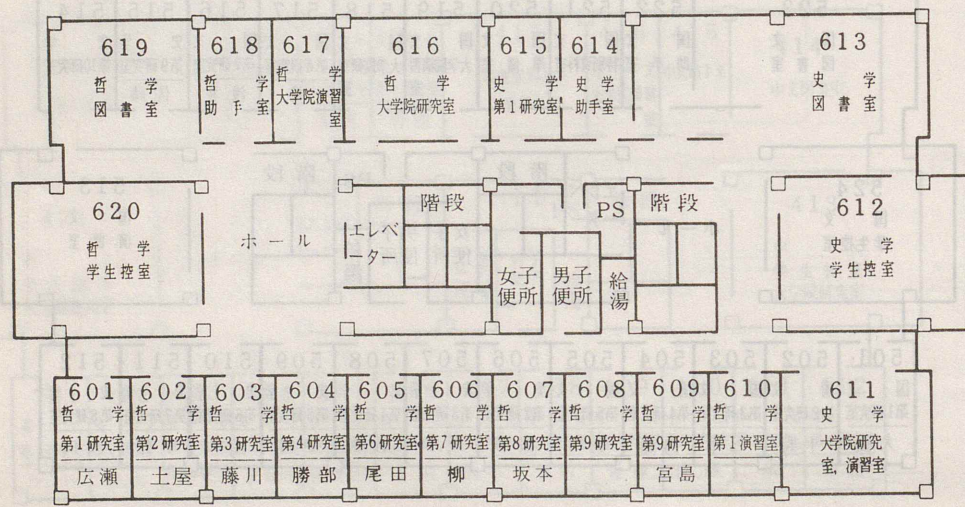 619
哲 学
図 書 室
618
哲
助 手 室
617
哲 学
大学院演習室
616
哲 学
大学院研究室
615
史 学
第1研究室
614
史 学
助手室
613
史 学
図 書 室
620
哲 学
学生控室
ホ ー ル
エレベーター
階段
女子便所
男子便所
PS
給湯
階 段
612
史 学
学生控室
601
哲 学
第1研究室
広 瀬
602
哲 学
第2研究室
土 屋
603
哲 学
第3研究室
藤 川
604
哲 学
第4研究室
勝 部
605
哲 学
第6研究室
尾 田
606
哲 学
第7研究室
柳
607
哲 学
第8研究室
坂 本
608
哲 学
第9研究室
609
哲 学
第9研究室
宮 島
610
哲 学
第1演習室
611
史 学
大学院研究
室, 演習室